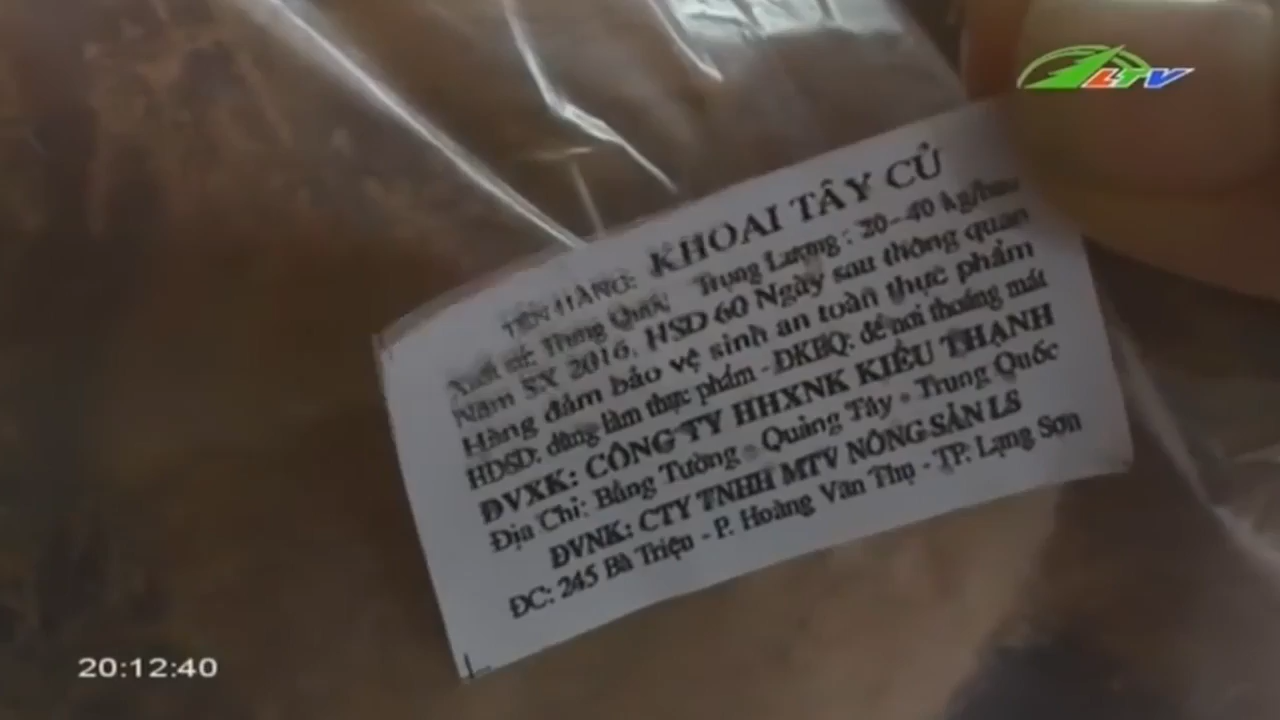 LTV
TÊN HÀNG: KHOAI TÂY CỦ
Xuất xứ: Trung Quốc Trọng Lượng : 20-40 kg/bao
Năm SX 2016, HSD 60 Ngày sau thông quan
Hàng đảm bảo vệ sinh an toàn thực phẩm
HDSD: dùng làm thực phẩm - ĐKBQ: để nơi thoáng mát
ĐVXK: CÔNG TY HHXNK KIỀU THẠNH
Địa Chỉ: Bằng Tường - Quảng Tây - Trung Quốc
ĐVNK: CTY TNHH MTV NÔNG SẢN LS
ĐC: 245 Bà Triệu - P. Hoàng Văn Thụ - TP. Lạng Sơn
20:12:40